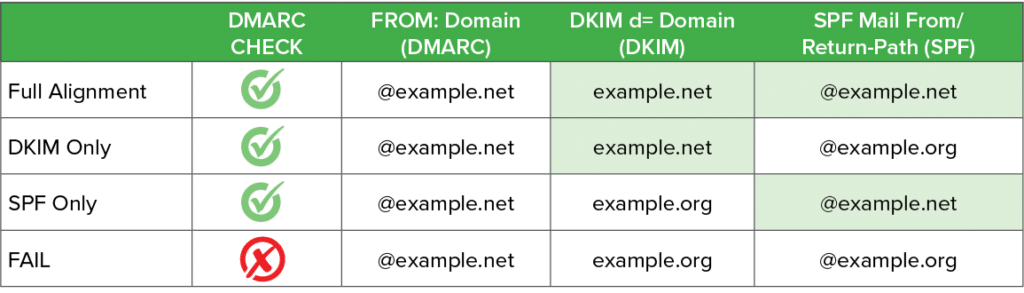 DMARC CHECK
FROM: Domain (DMARC)
DKIM d= Domain (DKIM)
SPF Mail From/ Return-Path (SPF)
Full Alignment
@example.net
example.net
@example.net
DKIM Only
@example.net
example.net
@example.org
SPF Only
@example.net
example.org
@example.net
FAIL
@example.net
example.org
@example.org